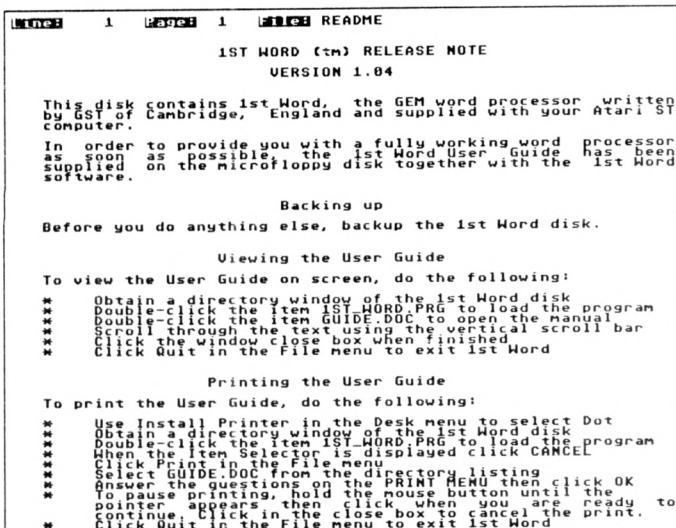 Line: 1 Page: 1 File: README
1ST WORD (tm) RELEASE NOTE
VERSION 1.04
This disk contains 1st Word, the GEM word processor written
by GST of Cambridge, England and supplied with your Atari ST
computer.
In order to provide you with a fully working word processor
as soon as possible, the 1st Word User Guide has been
supplied on the microfloppy disk together with the 1st Word
software.
Backing up
Before you do anything else, backup the 1st Word disk.
Viewing the User Guide
To view the User Guide on screen, do the following:
* Obtain a directory window of the 1st Word disk
* Double-click the item 1ST_WORD.PRG to load the program
* Double-click the item GUIDE.DOC to open the manual
* Scroll through the text using the vertical scroll bar
* Click the window close box when finished
* Click Quit in the File menu to exit 1st Word
Printing the User Guide
To print the User Guide, do the following:
* Use Install Printer in the Desk menu to select Dot
* Obtain a directory window of the 1st Word disk
* Double-click the item 1ST_WORD.PRG to load the program
* When the Item Selector is displayed click CANCEL
* Click Print in the File menu
* Select GUIDE.DOC from the directory listing
* Answer the questions on the PRINT MENU then click OK
* To pause printing, hold the mouse button until the
pointer appears then click when you are ready to
continue. Click in the close box to cancel the print.
* Click Quit in the File menu to exit 1st Word